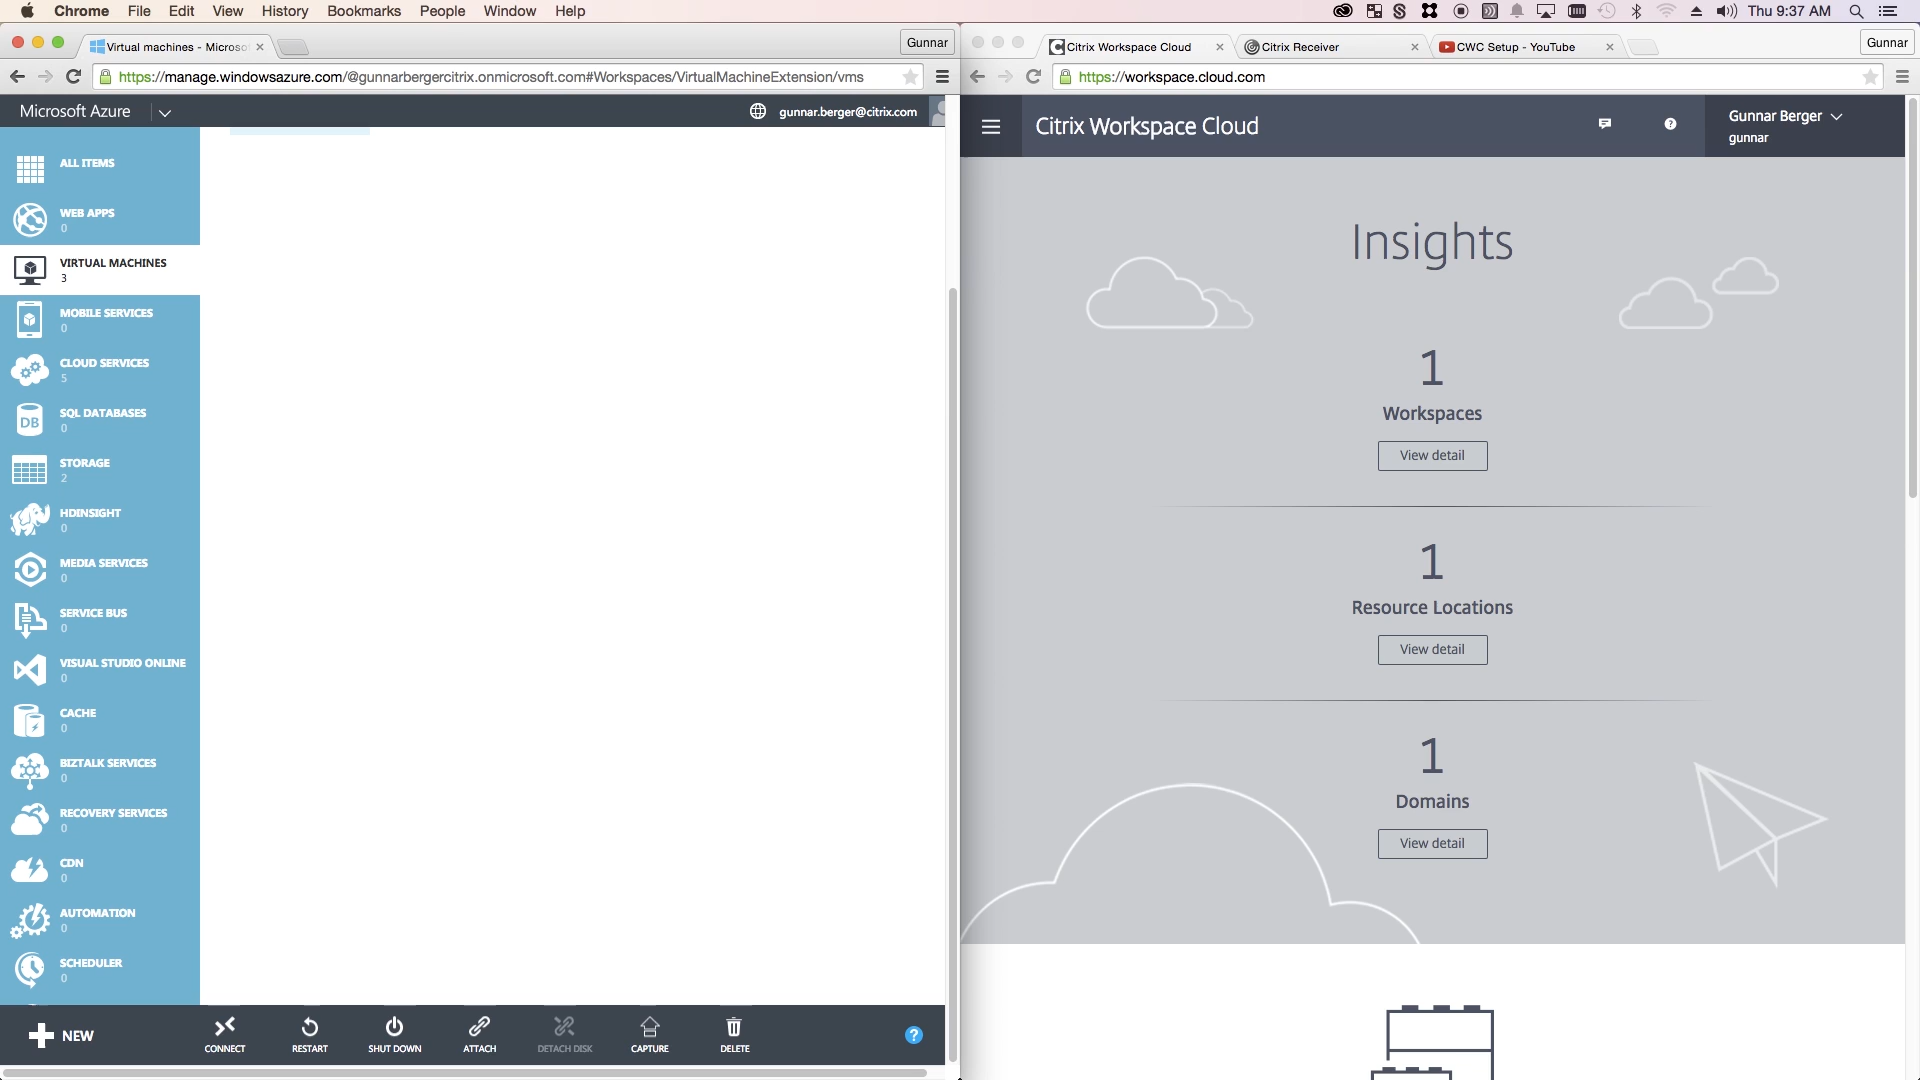 Chrome File Edit View History Bookmarks People Window Help
Thu 9:37 AM
Virtual machines - Microso
Gunnar
https://manage.windowsazure.com/@gunnarbergercitrix.onmicrosoft.com#Workspaces/VirtualMachineExtension/vms
Microsoft Azure
gunnar.berger@citrix.com
ALL ITEMS
WEB APPS
0
VIRTUAL MACHINES
3
MOBILE SERVICES
0
CLOUD SERVICES
5
SQL DATABASES
0
DB
STORAGE
2
HDINSIGHT
0
MEDIA SERVICES
0
SERVICE BUS
0
VISUAL STUDIO ONLINE
0
CACHE
0
BIZTALK SERVICES
0
RECOVERY SERVICES
0
CDN
0
AUTOMATION
0
SCHEDULER
0
NEW
CONNECT
RESTART
SHUT DOWN
ATTACH
DETACH DISK
CAPTURE
DELETE
?
Citrix Workspace Cloud
Citrix Receiver
CWC Setup - YouTube
Gunnar
https://workspace.cloud.com
Citrix Workspace Cloud
?
Gunnar Berger
gunnar
Insights
1
Workspaces
View detail
1
Resource Locations
View detail
1
Domains
View detail